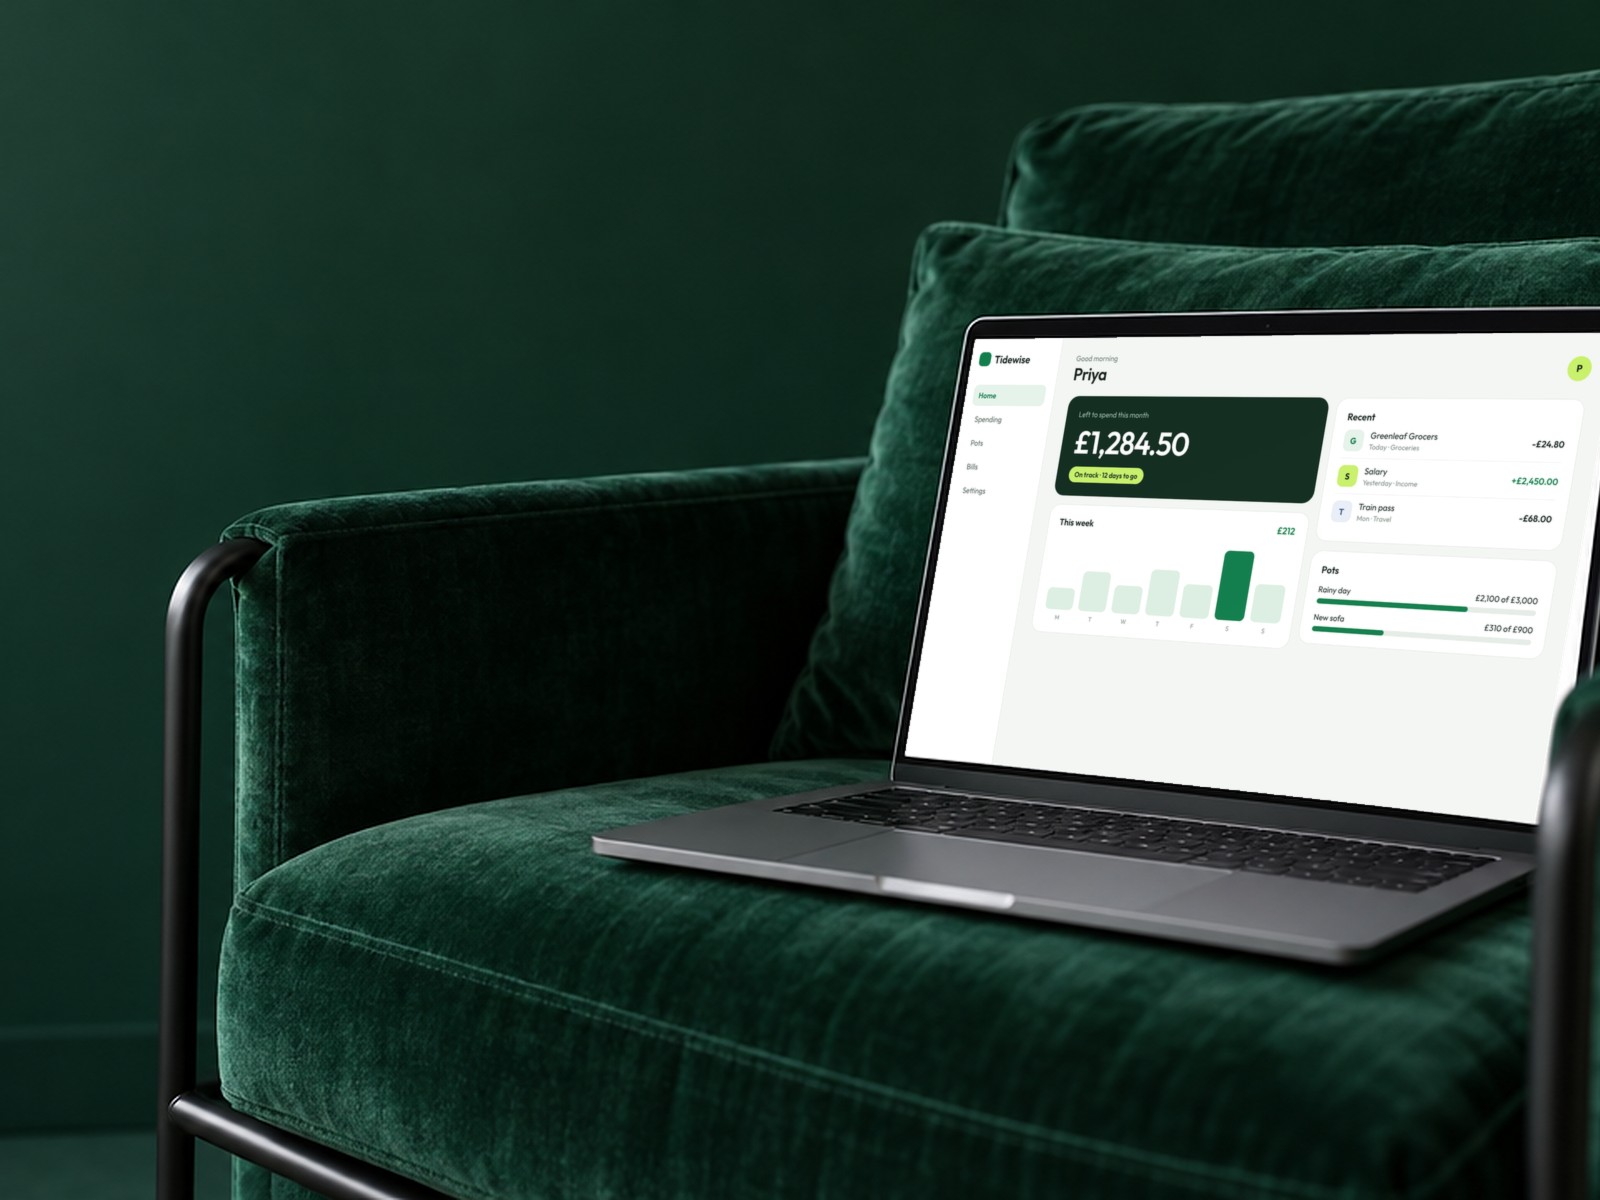 Tidewise
Home
Spending
Pots
Bills
Settings
Good morning
Priya
P
Left to spend this month
£1,284.50
On track · 12 days to go
This week
£212
M T W T F S S
Recent
G
Greenleaf Grocers
Today · Groceries
-£24.80
S
Salary
Yesterday · Income
+£2,450.00
T
Train pass
Mon · Travel
-£68.00
Pots
Rainy day
£2,100 of £3,000
New sofa
£310 of £900